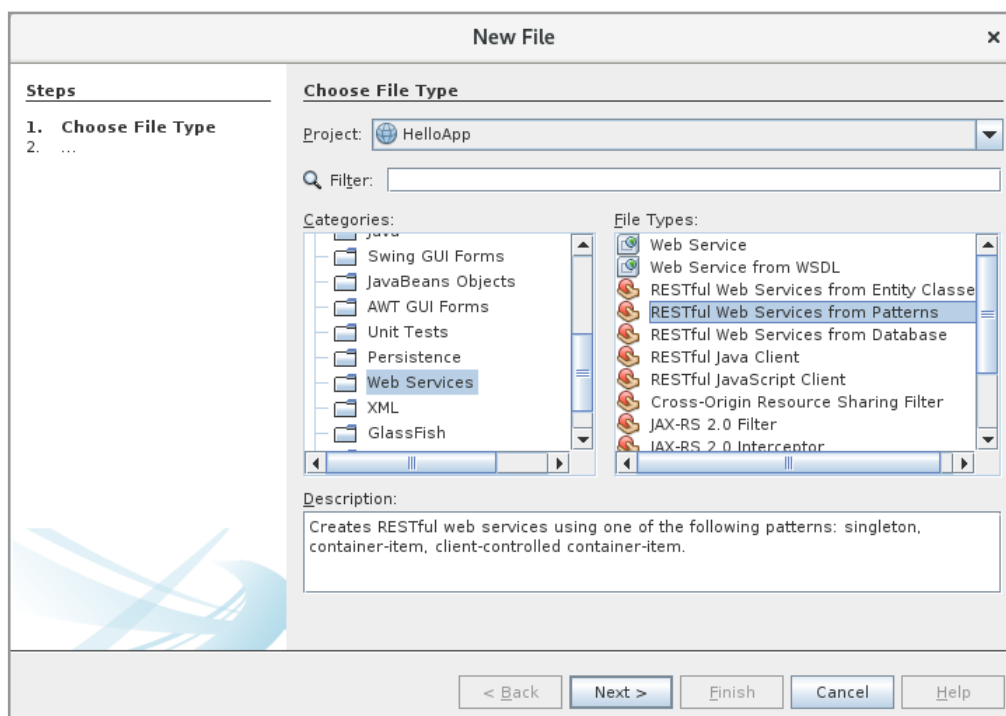 New File
×
Steps
1. Choose File Type
2. ...
Choose File Type
Project: HelloApp
Filter:
Categories:
Java
Swing GUI Forms
JavaBeans Objects
AWT GUI Forms
Unit Tests
Persistence
Web Services
XML
GlassFish
File Types:
Web Service
Web Service from WSDL
RESTful Web Services from Entity Classe
RESTful Web Services from Patterns
RESTful Web Services from Database
RESTful Java Client
RESTful JavaScript Client
Cross-Origin Resource Sharing Filter
JAX-RS 2.0 Filter
JAX-RS 2.0 Interceptor
Description:
Creates RESTful web services using one of the following patterns: singleton,
container-item, client-controlled container-item.
< Back Next > Finish Cancel Help